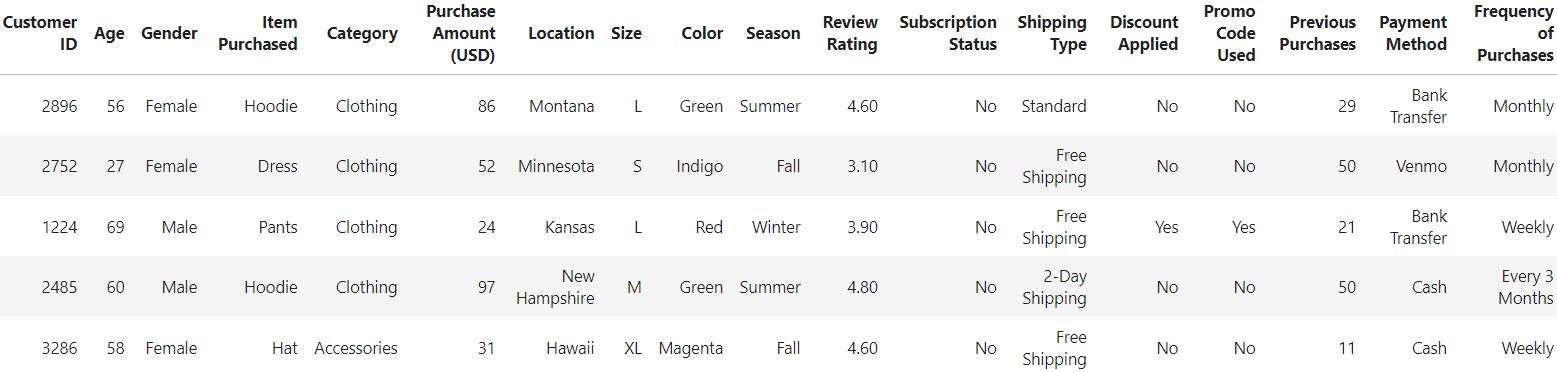 Customer ID Age Gender Item Purchased Category Purchase Amount (USD) Location Size Color Season Review Rating Subscription Status Shipping Type Discount Applied Promo Code Used Previous Purchases Payment Method Frequency of Purchases
2896 56 Female Hoodie Clothing 86 Montana L Green Summer 4.60 No Standard No No 29 Bank Transfer Monthly
2752 27 Female Dress Clothing 52 Minnesota S Indigo Fall 3.10 No Free Shipping No No 50 Venmo Monthly
1224 69 Male Pants Clothing 24 Kansas L Red Winter 3.90 No Free Shipping Yes Yes 21 Bank Transfer Weekly
2485 60 Male Hoodie Clothing 97 New Hampshire M Green Summer 4.80 No 2-Day Shipping No No 50 Cash Every 3 Months
3286 58 Female Hat Accessories 31 Hawaii XL Magenta Fall 4.60 No Free Shipping No No 11 Cash Weekly